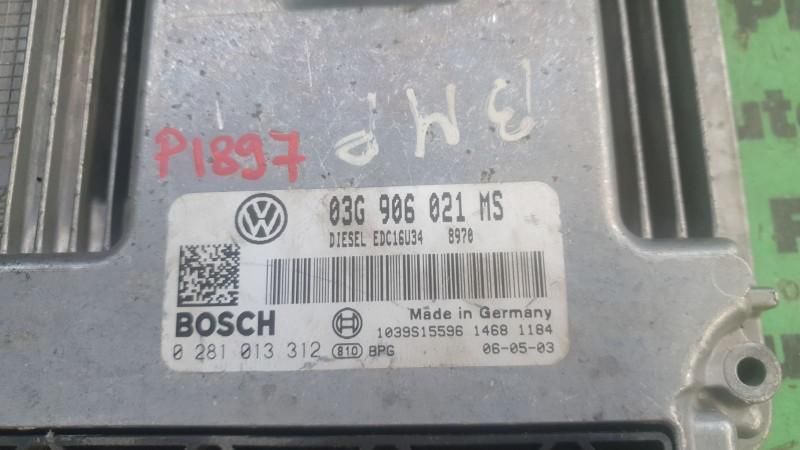 P1897
03G 906 021 MS
DIESEL EDC16U34 8970
BOSCH
Made in Germany
1039S15596 1468 1184
0 281 013 312 810 BPG 06-05-03